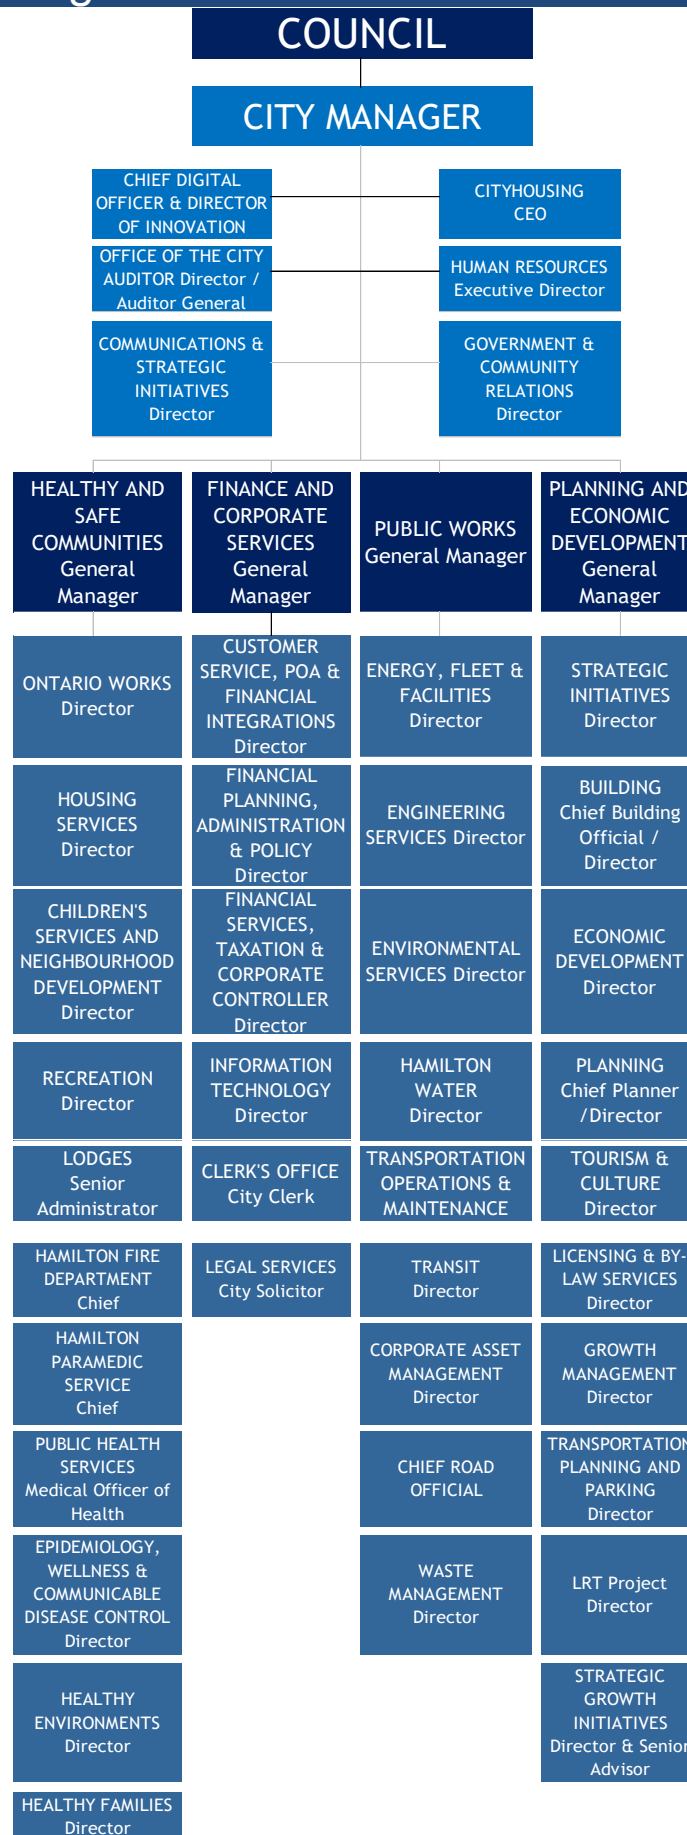 COUNCIL
CITY MANAGER
CHIEF DIGITAL
OFFICER & DIRECTOR
OF INNOVATION
CITYHOUSING
CEO
OFFICE OF THE CITY
AUDITOR Director /
Auditor General
HUMAN RESOURCES
Executive Director
COMMUNICATIONS &
STRATEGIC
INITIATIVES
Director
GOVERNMENT &
COMMUNITY
RELATIONS
Director
HEALTHY AND
SAFE
COMMUNITIES
General
Manager
FINANCE AND
CORPORATE
SERVICES
General
Manager
PUBLIC WORKS
General Manager
PLANNING AND
ECONOMIC
DEVELOPMENT
General
Manager
ONTARIO WORKS
Director
CUSTOMER
SERVICE, POA &
FINANCIAL
INTEGRATIONS
Director
ENERGY, FLEET &
FACILITIES
Director
STRATEGIC
INITIATIVES
Director
HOUSING
SERVICES
Director
FINANCIAL
PLANNING,
ADMINISTRATION
& POLICY
Director
ENGINEERING
SERVICES Director
BUILDING
Chief Building
Official /
Director
CHILDREN'S
SERVICES AND
NEIGHBOURHOOD
DEVELOPMENT
Director
FINANCIAL
SERVICES,
TAXATION &
CORPORATE
CONTROLLER
Director
ENVIRONMENTAL
SERVICES Director
ECONOMIC
DEVELOPMENT
Director
RECREATION
Director
INFORMATION
TECHNOLOGY
Director
HAMILTON
WATER
Director
PLANNING
Chief Planner
/Director
LODGES
Senior
Administrator
CLERK'S OFFICE
City Clerk
TRANSPORTATION
OPERATIONS &
MAINTENANCE
TOURISM &
CULTURE
Director
HAMILTON FIRE
DEPARTMENT
Chief
LEGAL SERVICES
City Solicitor
TRANSIT
Director
LICENSING & BY-
LAW SERVICES
Director
HAMILTON
PARAMEDIC
SERVICE
Chief
CORPORATE ASSET
MANAGEMENT
Director
GROWTH
MANAGEMENT
Director
PUBLIC HEALTH
SERVICES
Medical Officer of
Health
CHIEF ROAD
OFFICIAL
TRANSPORTATION
PLANNING AND
PARKING
Director
EPIDEMIOLOGY,
WELLNESS &
COMMUNICABLE
DISEASE CONTROL
Director
WASTE
MANAGEMENT
Director
LRT Project
Director
HEALTHY
ENVIRONMENTS
Director
STRATEGIC
GROWTH
INITIATIVES
Director & Senior
Advisor
HEALTHY FAMILIES
Director